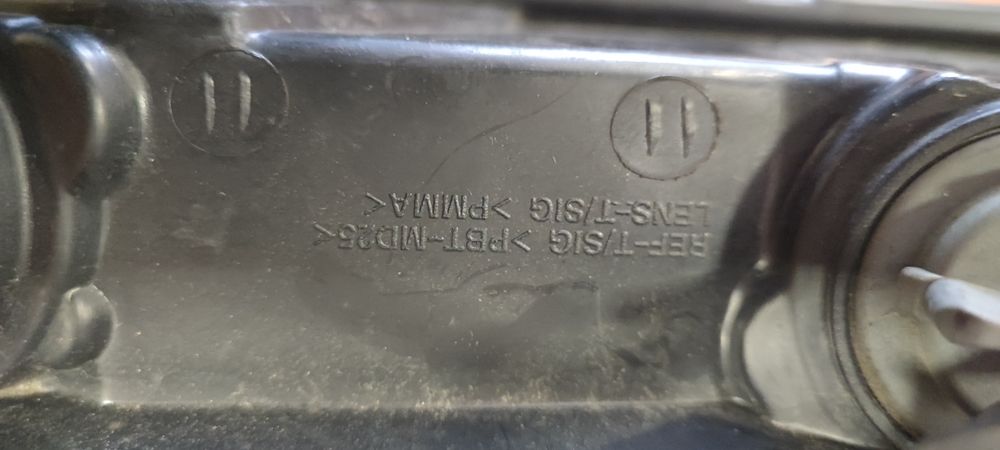 REF-T/SIG >PBT-MD25<
LENS-T/SIG >PMMA<
11
11